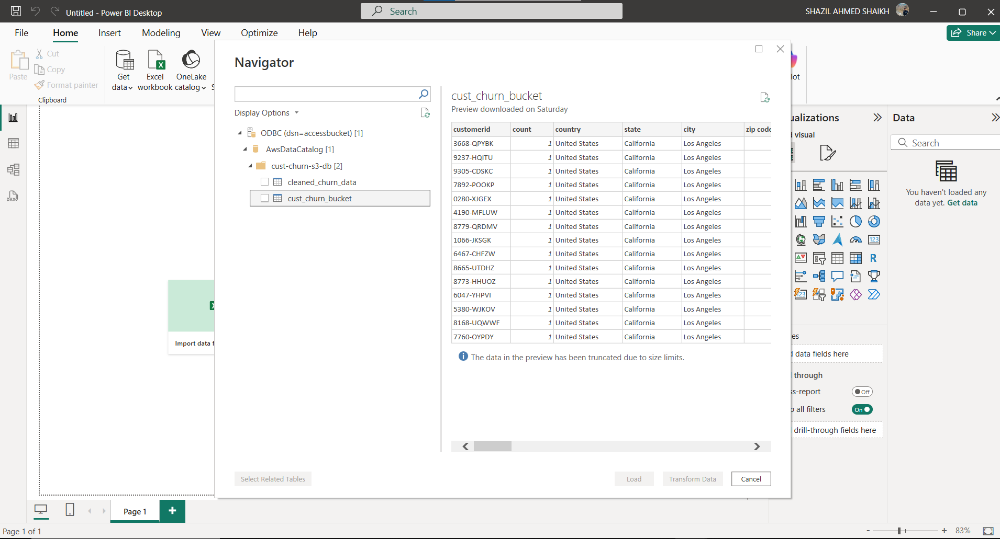 Untitled - Power BI Desktop
Search
SHAZIL AHMED SHAIKH
File Home Insert Modeling View Optimize Help
Share
Paste
Cut
Copy
Format painter
Clipboard
Get data
Excel workbook
OneLake catalog
S
lot
Navigator
Display Options
ODBC (dsn=accessbucket) [1]
AwsDataCatalog [1]
cust-churn-s3-db [2]
cleaned_churn_data
cust_churn_bucket
cust_churn_bucket
Preview downloaded on Saturday
customerid count country state city zip code
3668-QPYBK 1 United States California Los Angeles
9237-HQITU 1 United States California Los Angeles
9305-CDSKC 1 United States California Los Angeles
7892-POOKP 1 United States California Los Angeles
0280-XJGEX 1 United States California Los Angeles
4190-MFLUW 1 United States California Los Angeles
8779-QRDMV 1 United States California Los Angeles
1066-JKSGK 1 United States California Los Angeles
6467-CHFZW 1 United States California Los Angeles
8665-UTDHZ 1 United States California Los Angeles
8773-HHUOZ 1 United States California Los Angeles
6047-YHPVI 1 United States California Los Angeles
5380-WJKOV 1 United States California Los Angeles
8168-UQWWF 1 United States California Los Angeles
7760-OYPDY 1 United States California Los Angeles
The data in the preview has been truncated due to size limits.
Select Related Tables
Load
Transform Data
Cancel
Import data f
ualizations
d visual
123
R
123
es
d data fields here
l through
ss-report
Off
p all filters
On
drill-through fields here
Data
Search
You haven't loaded any
data yet. Get data
DAX
Page 1
+
Page 1 of 1
- + 83%